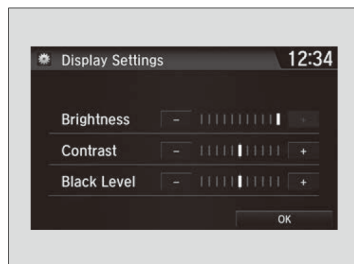 Display Settings 12:34
Brightness -
Contrast - +
Black Level - +
OK